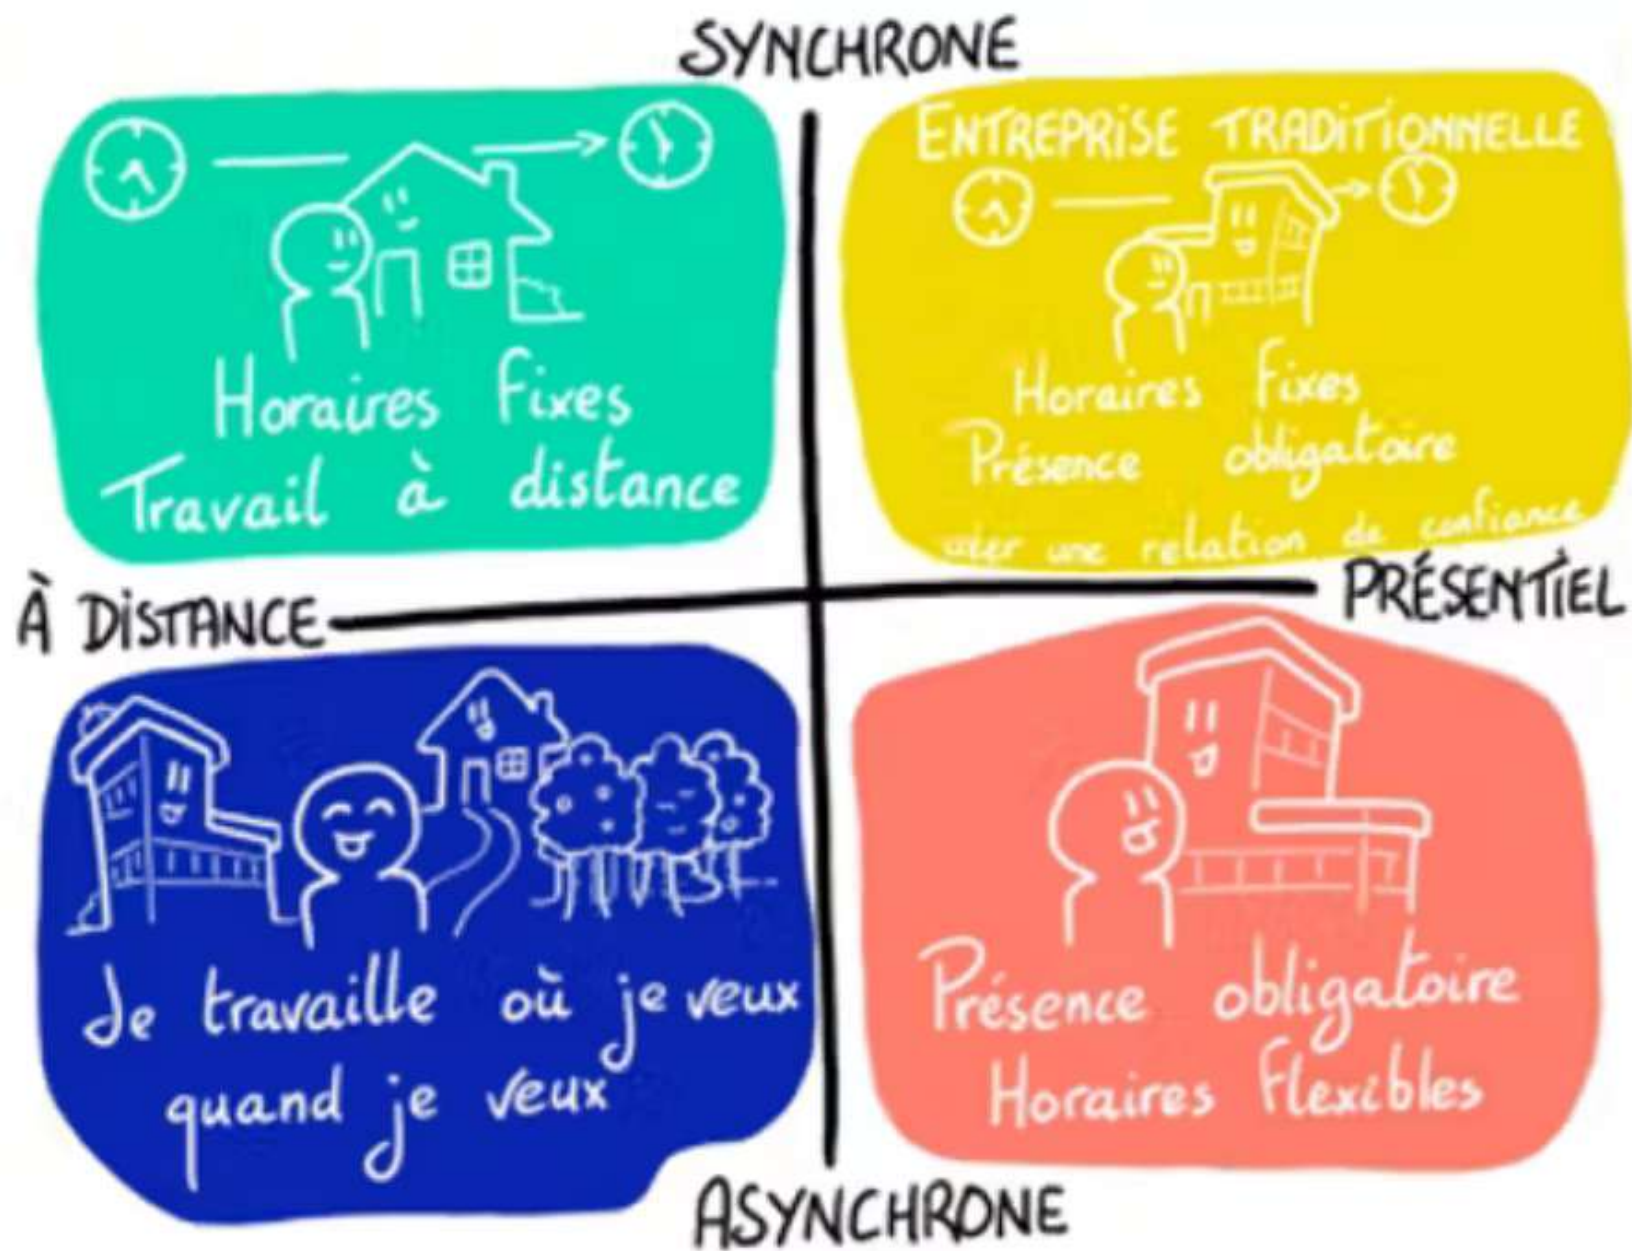 SYNCHRONE
Horaires fixes
Travail à distance
ENTREPRISE TRADITIONNELLE
Horaires fixes
Présence obligatoire
une relation de confiance
À DISTANCE
PRÉSENTIEL
Je travaille où je veux
quand je veux
Présence obligatoire
Horaires flexibles
ASYNCHRONE